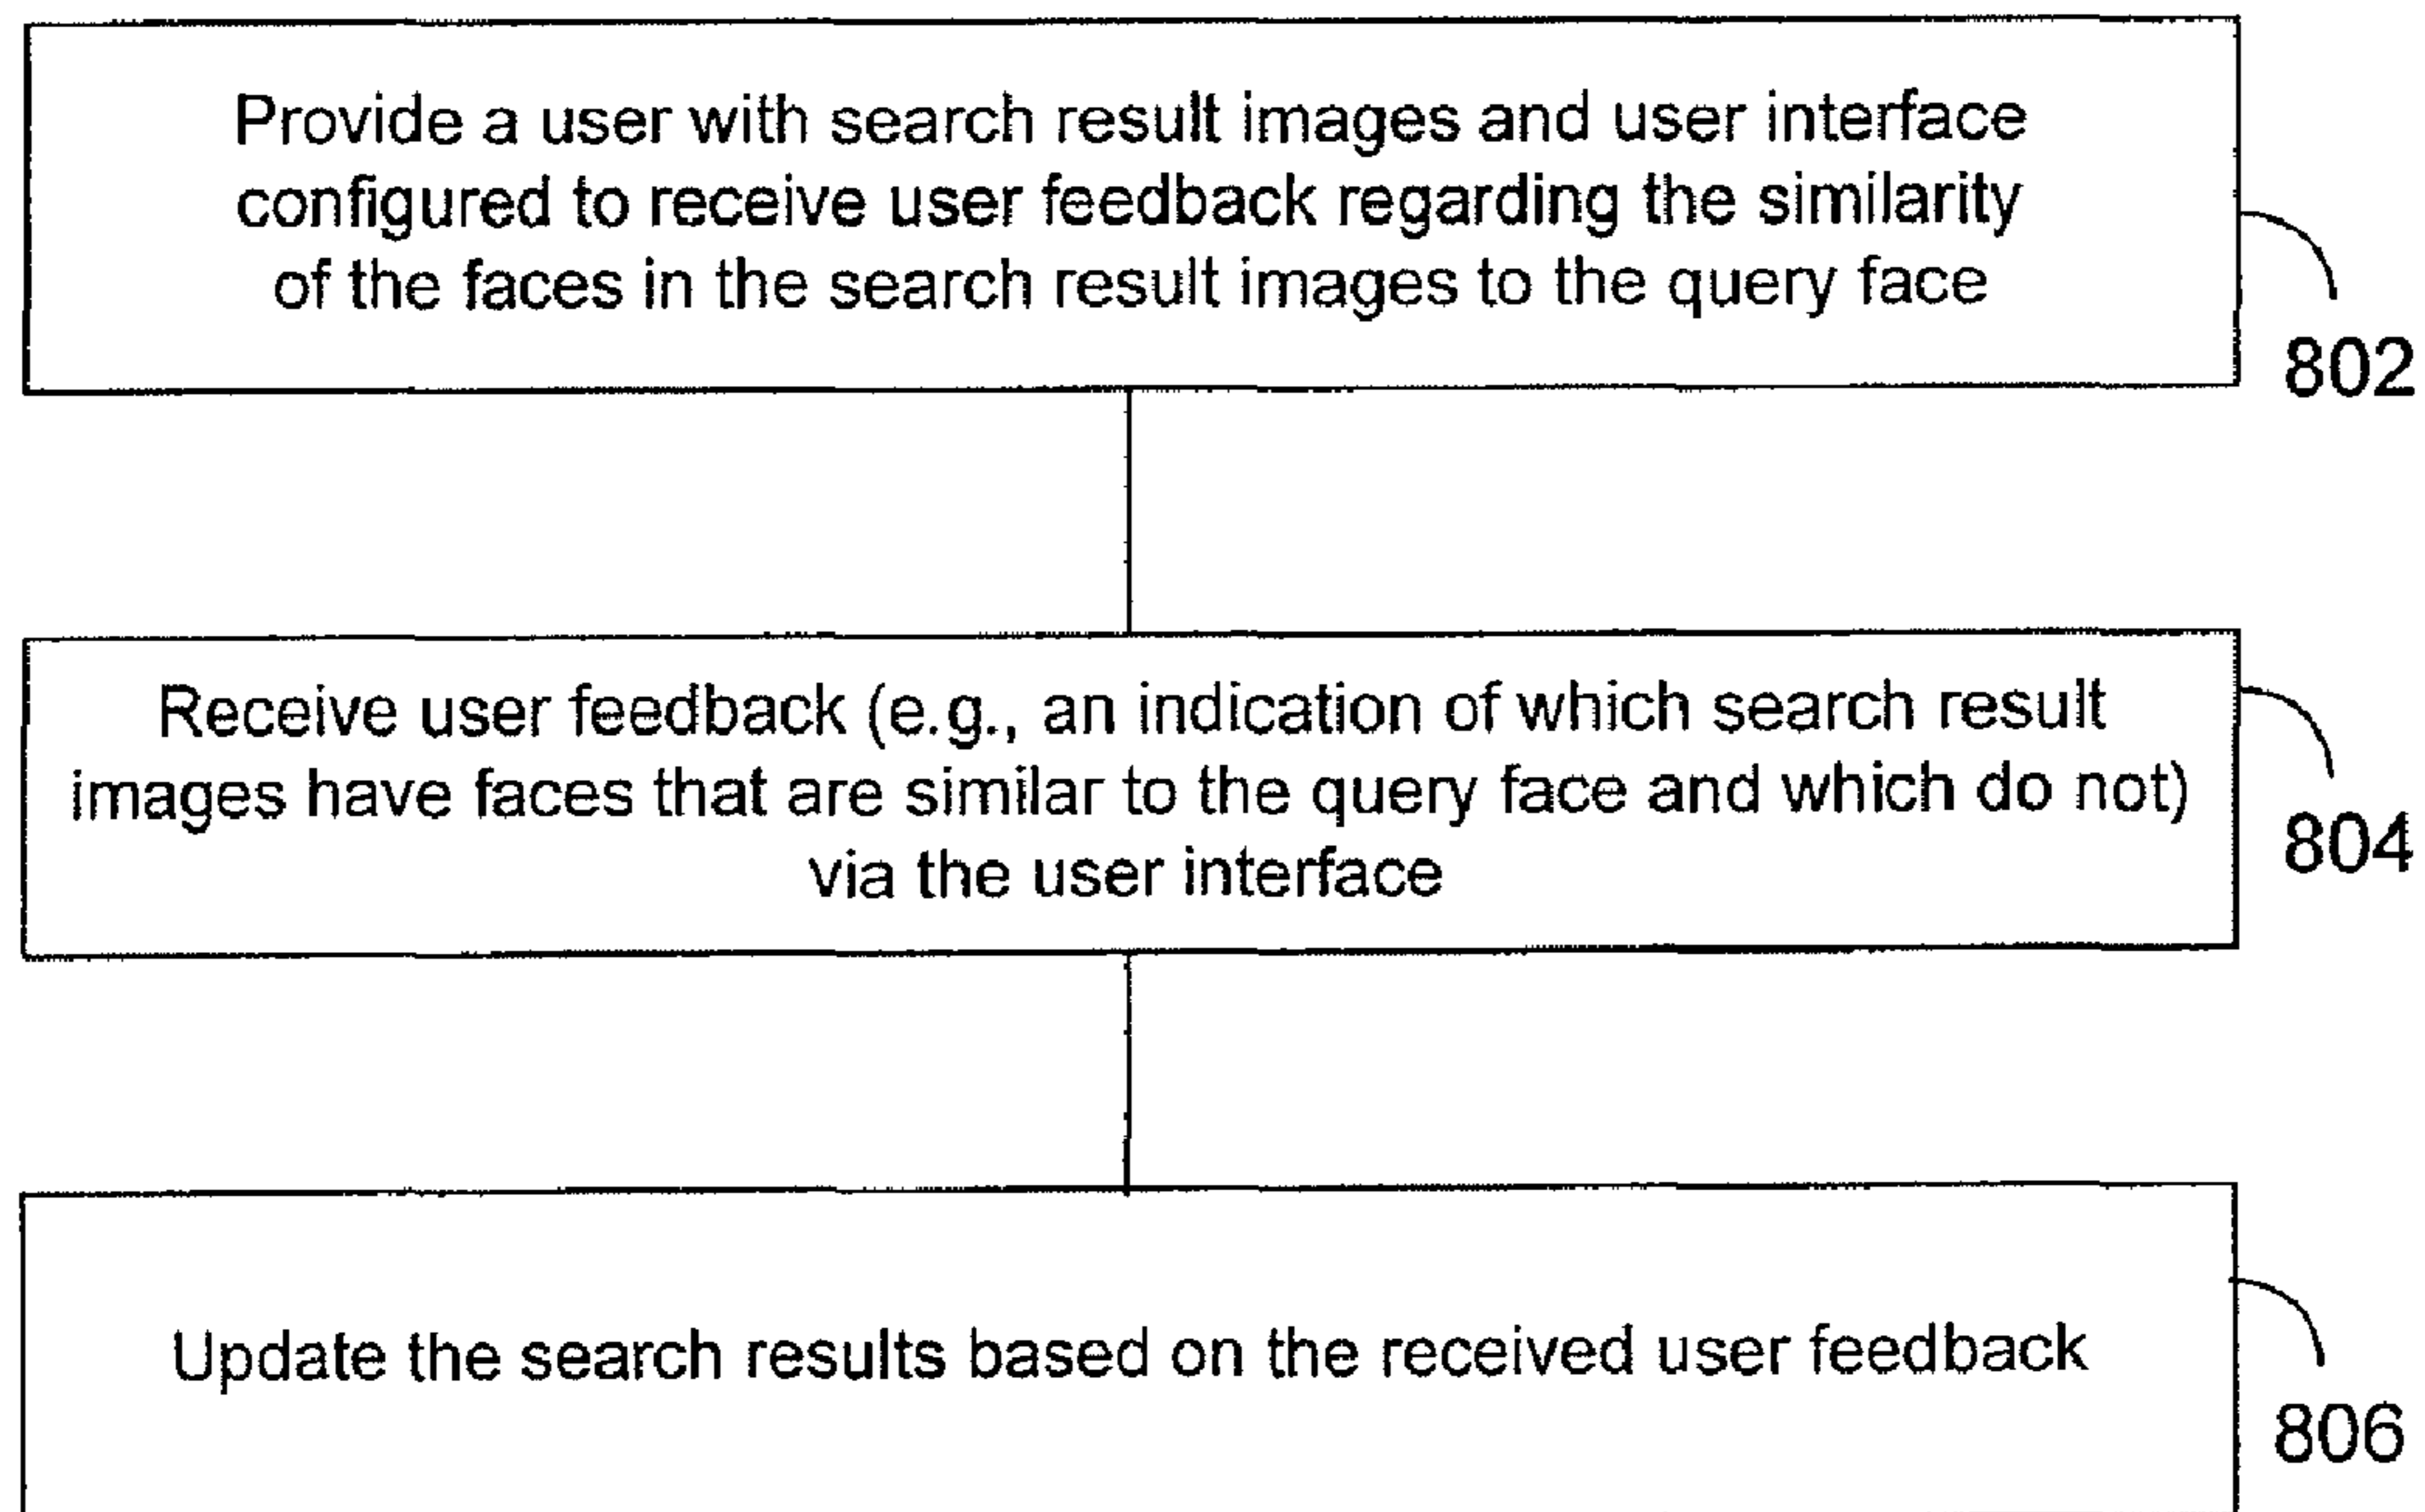 Provide a user with search result images and user interface
configured to receive user feedback regarding the similarity
of the faces in the search result images to the query face
802
Receive user feedback (e.g., an indication of which search result
images have faces that are similar to the query face and which do not)
via the user interface
804
Update the search results based on the received user feedback
806